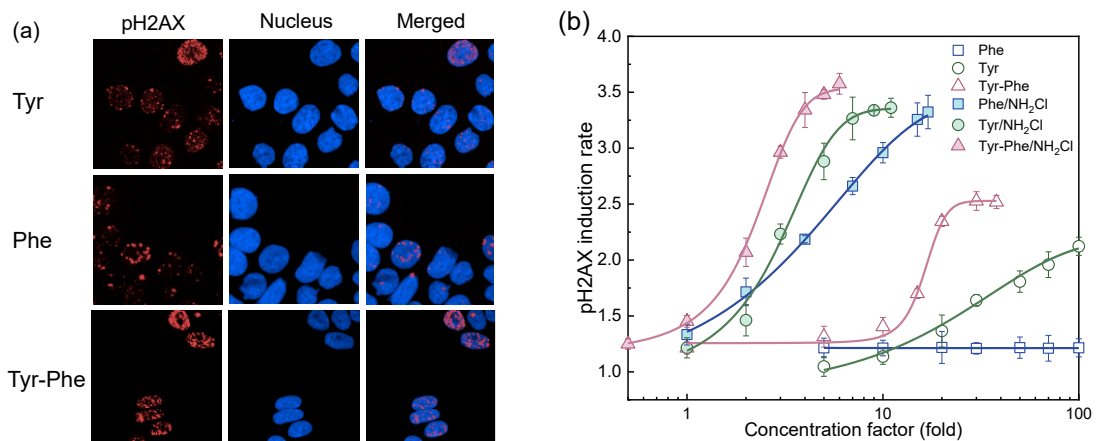 (a)
pH2AX Nucleus Merged
Tyr
Phe
Tyr-Phe
(b)
pH2AX induction rate
4.0
3.5
3.0
2.5
2.0
1.5
1.0
Phe
Tyr
Tyr-Phe
Phe/NH₂Cl
Tyr/NH₂Cl
Tyr-Phe/NH₂Cl
1 10 100
Concentration factor (fold)